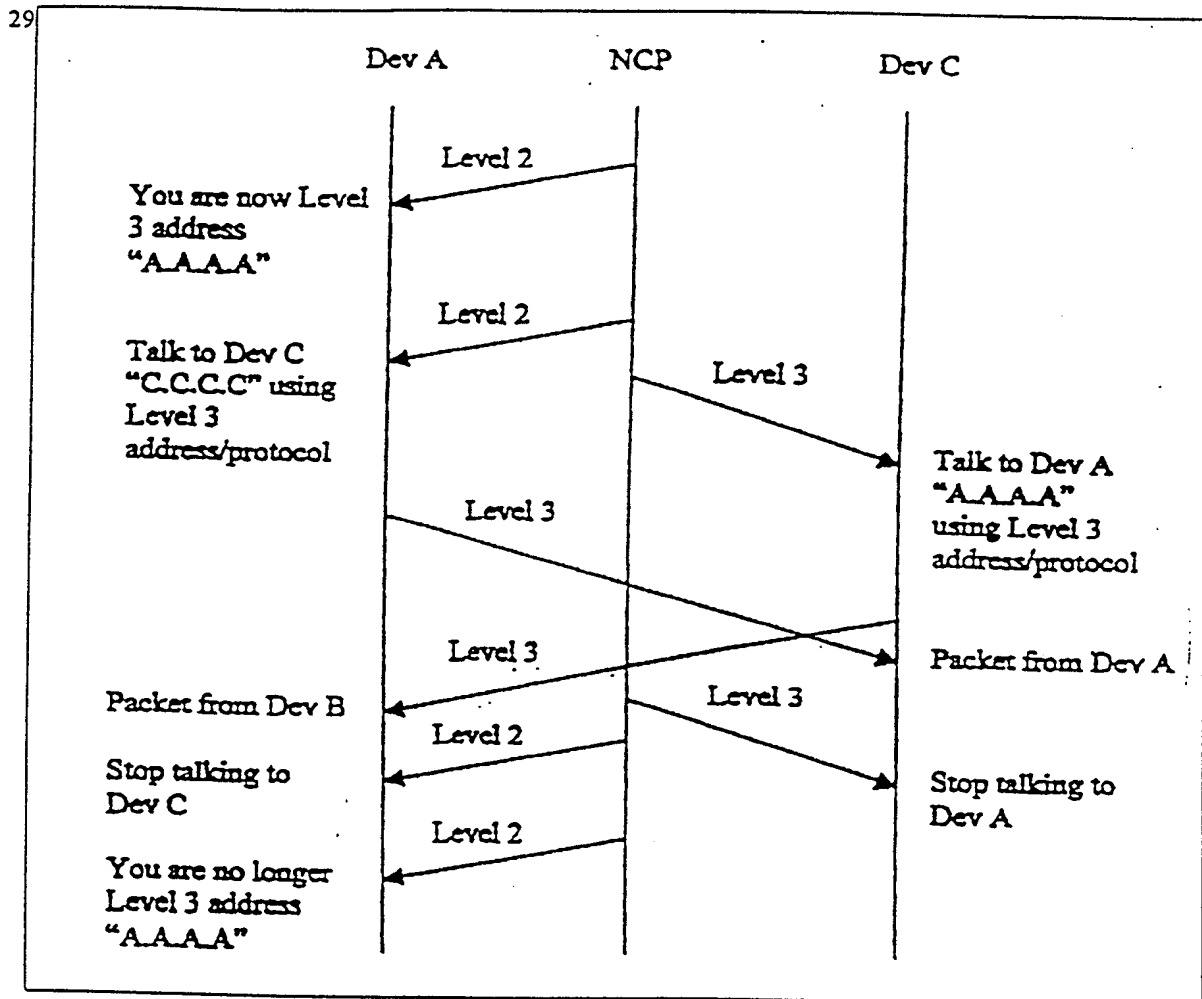 29
Dev A
NCP
Dev C
Level 2
You are now Level
3 address
“A.A.A.A”
Level 2
Talk to Dev C
“C.C.C.C” using
Level 3
address/protocol
Level 3
Talk to Dev A
“A.A.A.A”
using Level 3
address/protocol
Level 3
Packet from Dev A
Level 3
Packet from Dev B
Level 3
Level 2
Stop talking to
Dev C
Stop talking to
Dev A
Level 2
You are no longer
Level 3 address
“A.A.A.A”